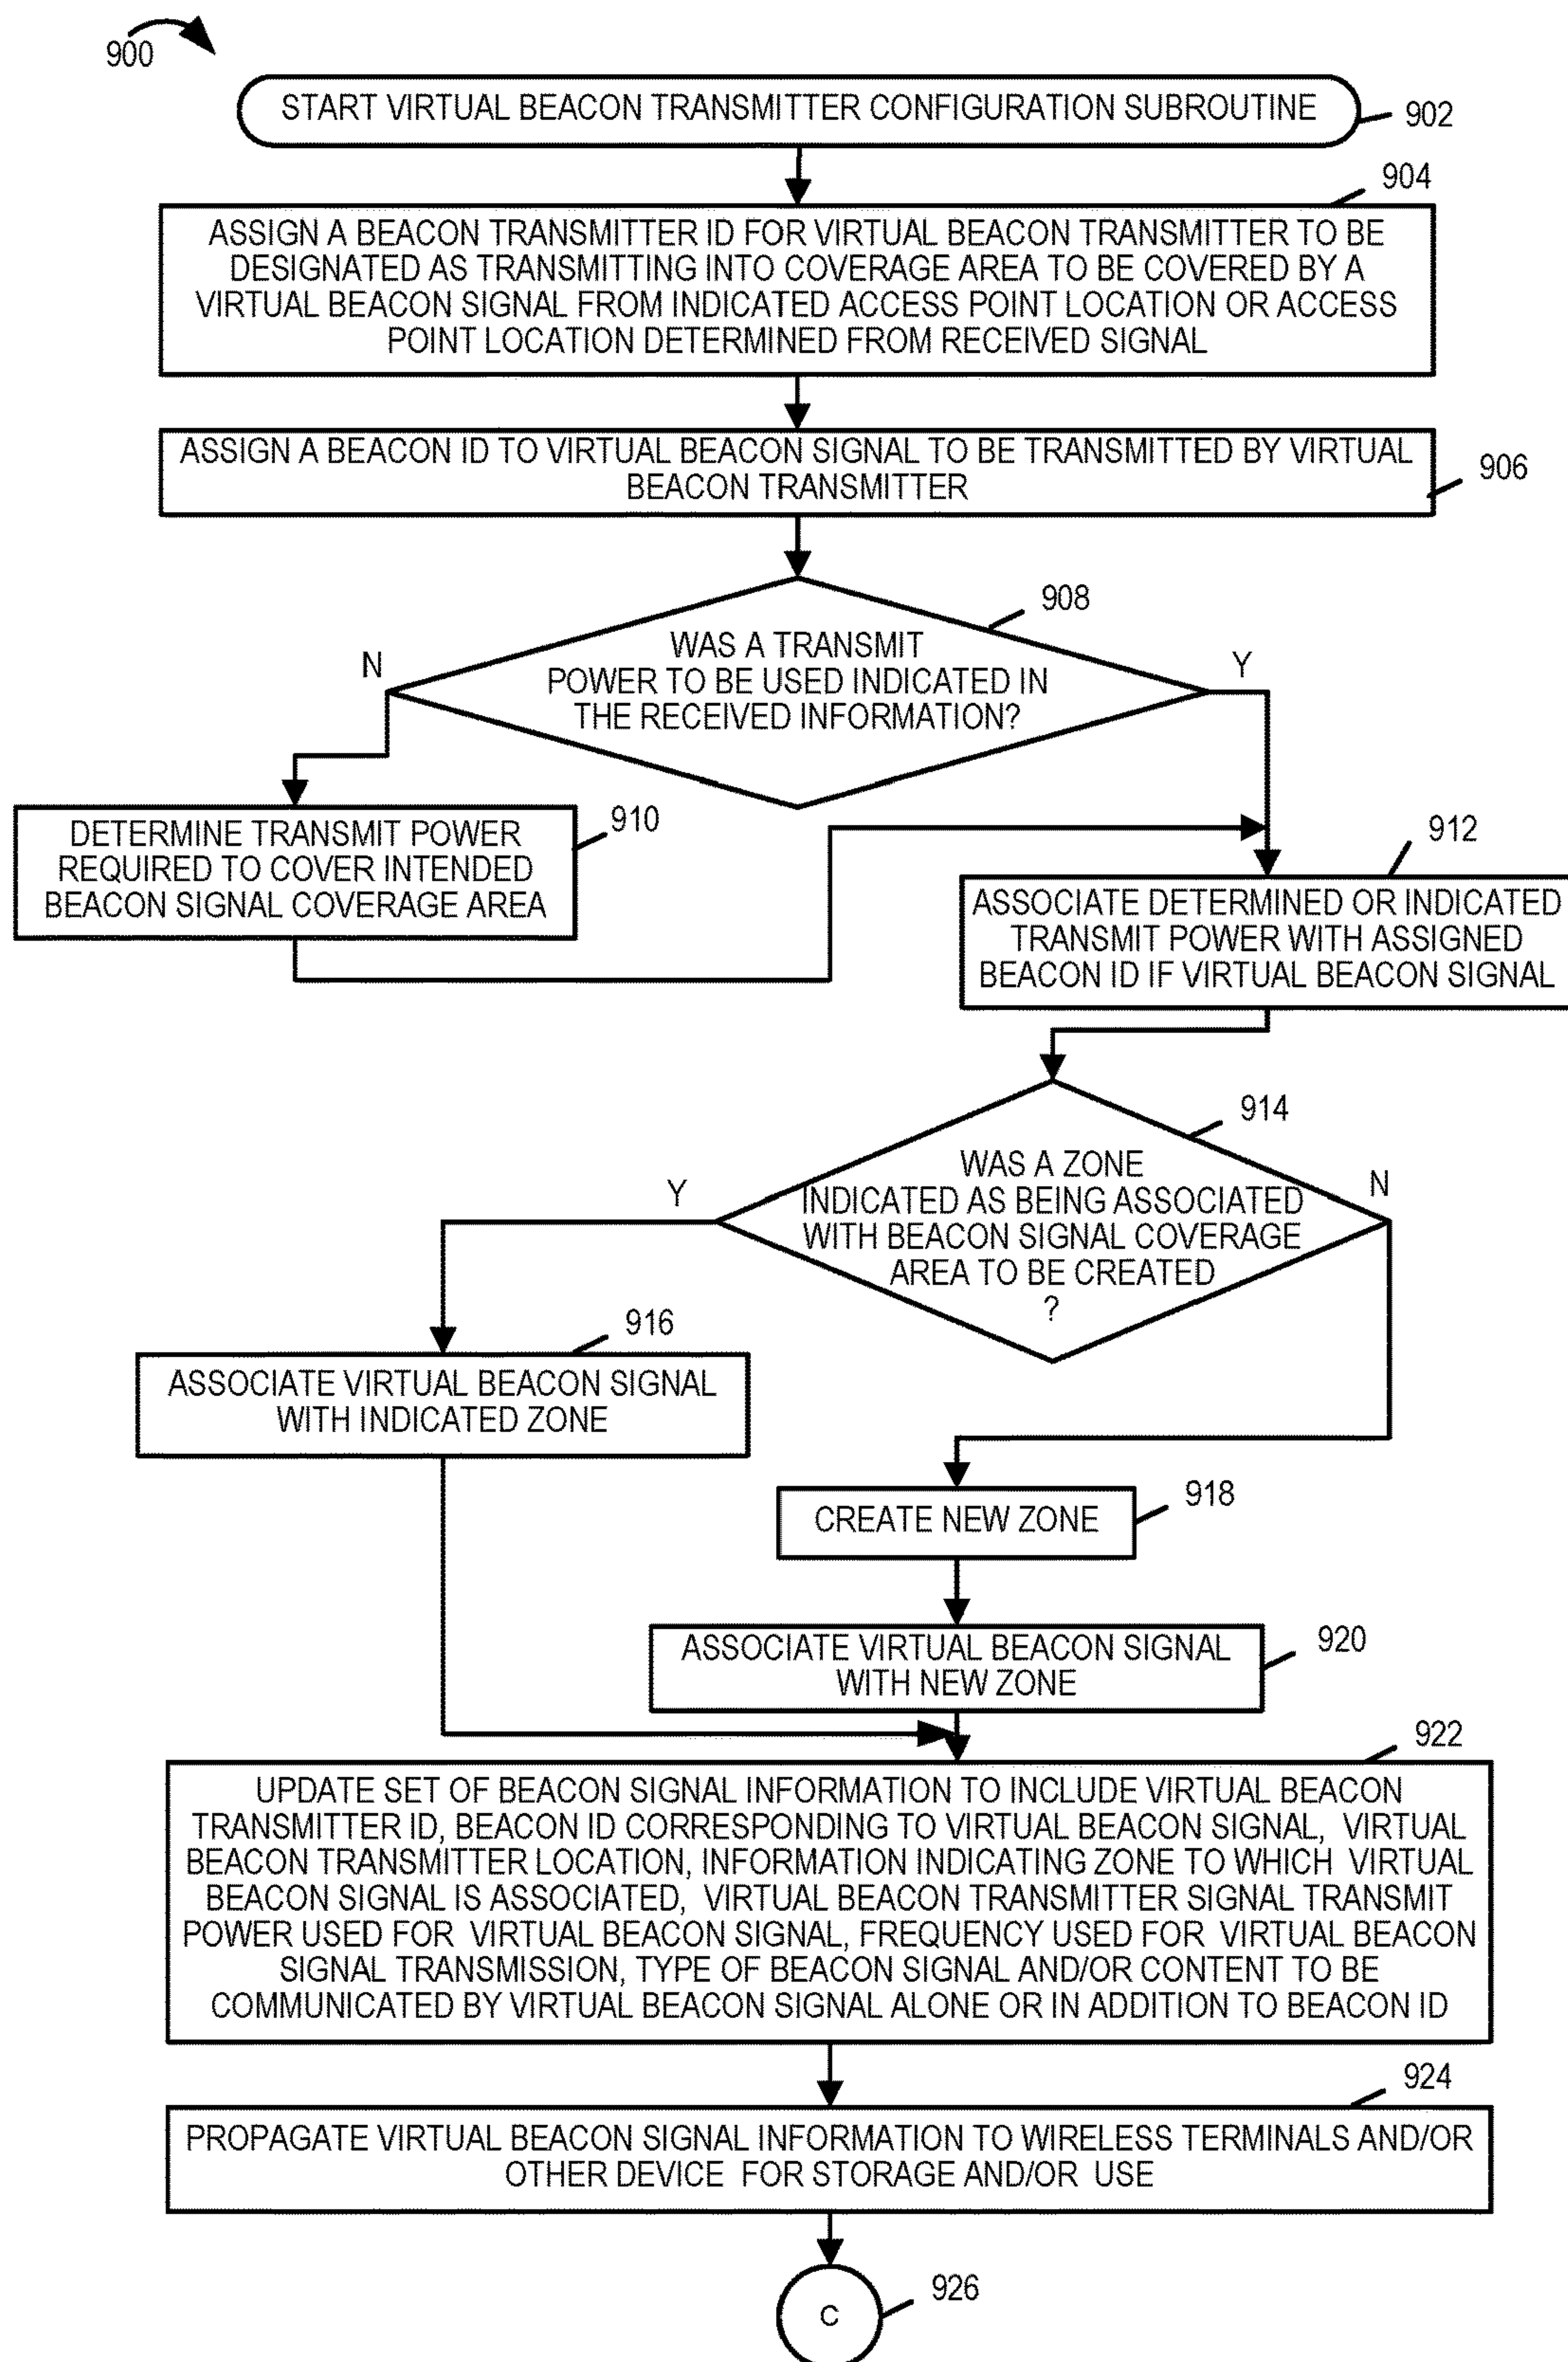 900
START VIRTUAL BEACON TRANSMITTER CONFIGURATION SUBROUTINE
902
904
ASSIGN A BEACON TRANSMITTER ID FOR VIRTUAL BEACON TRANSMITTER TO BE
DESIGNATED AS TRANSMITTING INTO COVERAGE AREA TO BE COVERED BY A
VIRTUAL BEACON SIGNAL FROM INDICATED ACCESS POINT LOCATION OR ACCESS
POINT LOCATION DETERMINED FROM RECEIVED SIGNAL
ASSIGN A BEACON ID TO VIRTUAL BEACON SIGNAL TO BE TRANSMITTED BY VIRTUAL
BEACON TRANSMITTER
906
908
WAS A TRANSMIT
POWER TO BE USED INDICATED IN
THE RECEIVED INFORMATION?
N
Y
910
DETERMINE TRANSMIT POWER
REQUIRED TO COVER INTENDED
BEACON SIGNAL COVERAGE AREA
912
ASSOCIATE DETERMINED OR INDICATED
TRANSMIT POWER WITH ASSIGNED
BEACON ID IF VIRTUAL BEACON SIGNAL
914
WAS A ZONE
INDICATED AS BEING ASSOCIATED
WITH BEACON SIGNAL COVERAGE
AREA TO BE CREATED
?
Y
N
916
ASSOCIATE VIRTUAL BEACON SIGNAL
WITH INDICATED ZONE
918
CREATE NEW ZONE
920
ASSOCIATE VIRTUAL BEACON SIGNAL
WITH NEW ZONE
922
UPDATE SET OF BEACON SIGNAL INFORMATION TO INCLUDE VIRTUAL BEACON
TRANSMITTER ID, BEACON ID CORRESPONDING TO VIRTUAL BEACON SIGNAL, VIRTUAL
BEACON TRANSMITTER LOCATION, INFORMATION INDICATING ZONE TO WHICH VIRTUAL
BEACON SIGNAL IS ASSOCIATED, VIRTUAL BEACON TRANSMITTER SIGNAL TRANSMIT
POWER USED FOR VIRTUAL BEACON SIGNAL, FREQUENCY USED FOR VIRTUAL BEACON
SIGNAL TRANSMISSION, TYPE OF BEACON SIGNAL AND/OR CONTENT TO BE
COMMUNICATED BY VIRTUAL BEACON SIGNAL ALONE OR IN ADDITION TO BEACON ID
924
PROPAGATE VIRTUAL BEACON SIGNAL INFORMATION TO WIRELESS TERMINALS AND/OR
OTHER DEVICE FOR STORAGE AND/OR USE
C
926